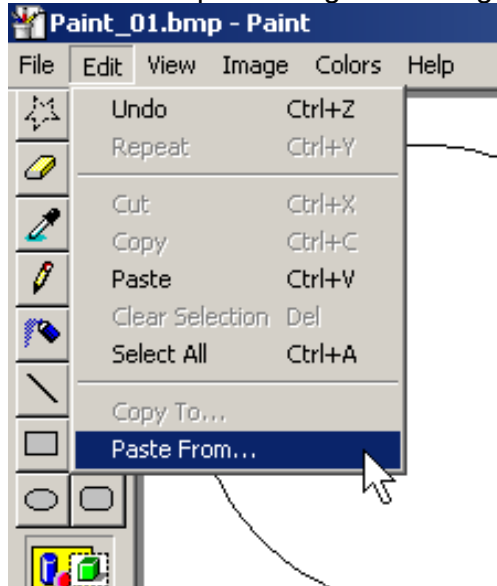 Paint_01.bmp - Paint
File Edit View Image Colors Help
Undo Ctrl+Z
Repeat Ctrl+Y
Cut Ctrl+X
Copy Ctrl+C
Paste Ctrl+V
Clear Selection Del
Select All Ctrl+A
Copy To...
Paste From...